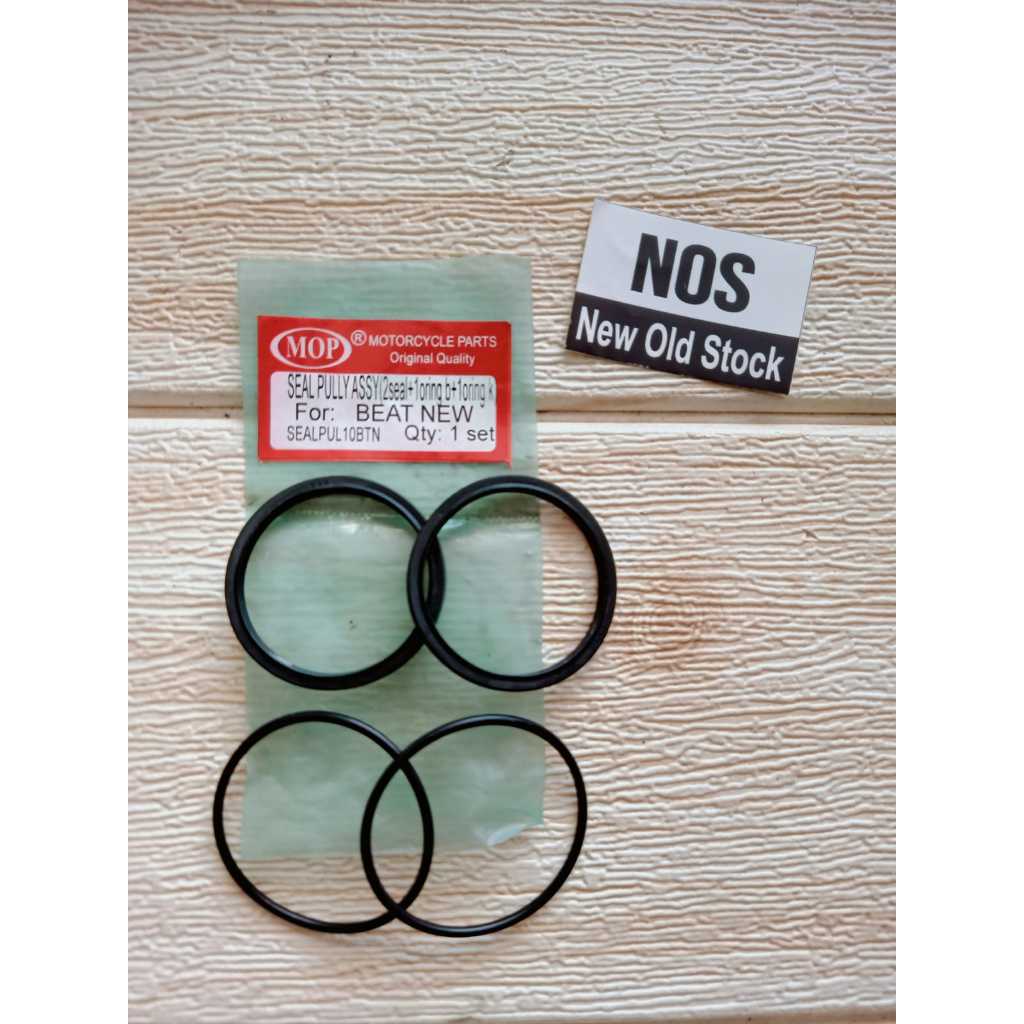 MOP ® MOTORCYCLE PARTS
Original Quality
SEAL PULLY ASSY(2seal+1oring b+1oring k
For: BEAT NEW
SEALPUL10BTN Qty: 1 set
NOS
New Old Stock